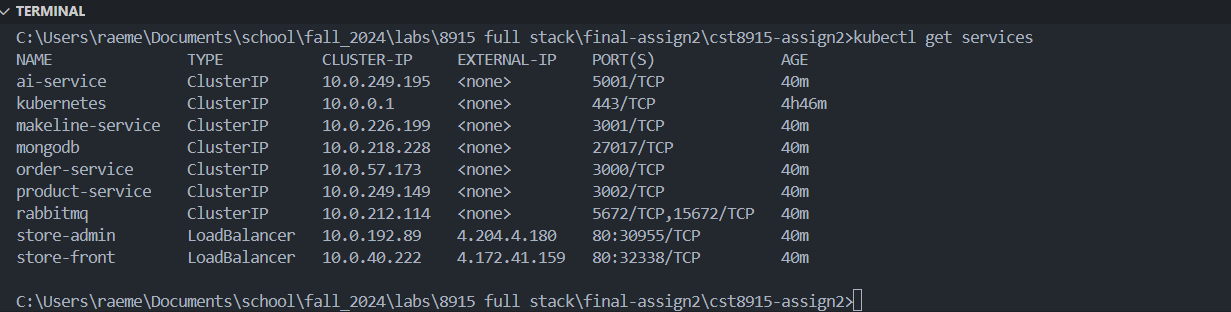 TERMINAL
C:\Users\raeme\Documents\school\fall_2024\labs\8915 full stack\final-assign2\cst8915-assign2>kubectl get services
NAME TYPE CLUSTER-IP EXTERNAL-IP PORT(S) AGE
ai-service ClusterIP 10.0.249.195 <none> 5001/TCP 40m
kubernetes ClusterIP 10.0.0.1 <none> 443/TCP 4h46m
makeline-service ClusterIP 10.0.226.199 <none> 3001/TCP 40m
mongodb ClusterIP 10.0.218.228 <none> 27017/TCP 40m
order-service ClusterIP 10.0.57.173 <none> 3000/TCP 40m
product-service ClusterIP 10.0.249.149 <none> 3002/TCP 40m
rabbitmq ClusterIP 10.0.212.114 <none> 5672/TCP,15672/TCP 40m
store-admin LoadBalancer 10.0.192.89 4.204.4.180 80:30955/TCP 40m
store-front LoadBalancer 10.0.40.222 4.172.41.159 80:32338/TCP 40m
C:\Users\raeme\Documents\school\fall_2024\labs\8915 full stack\final-assign2\cst8915-assign2>